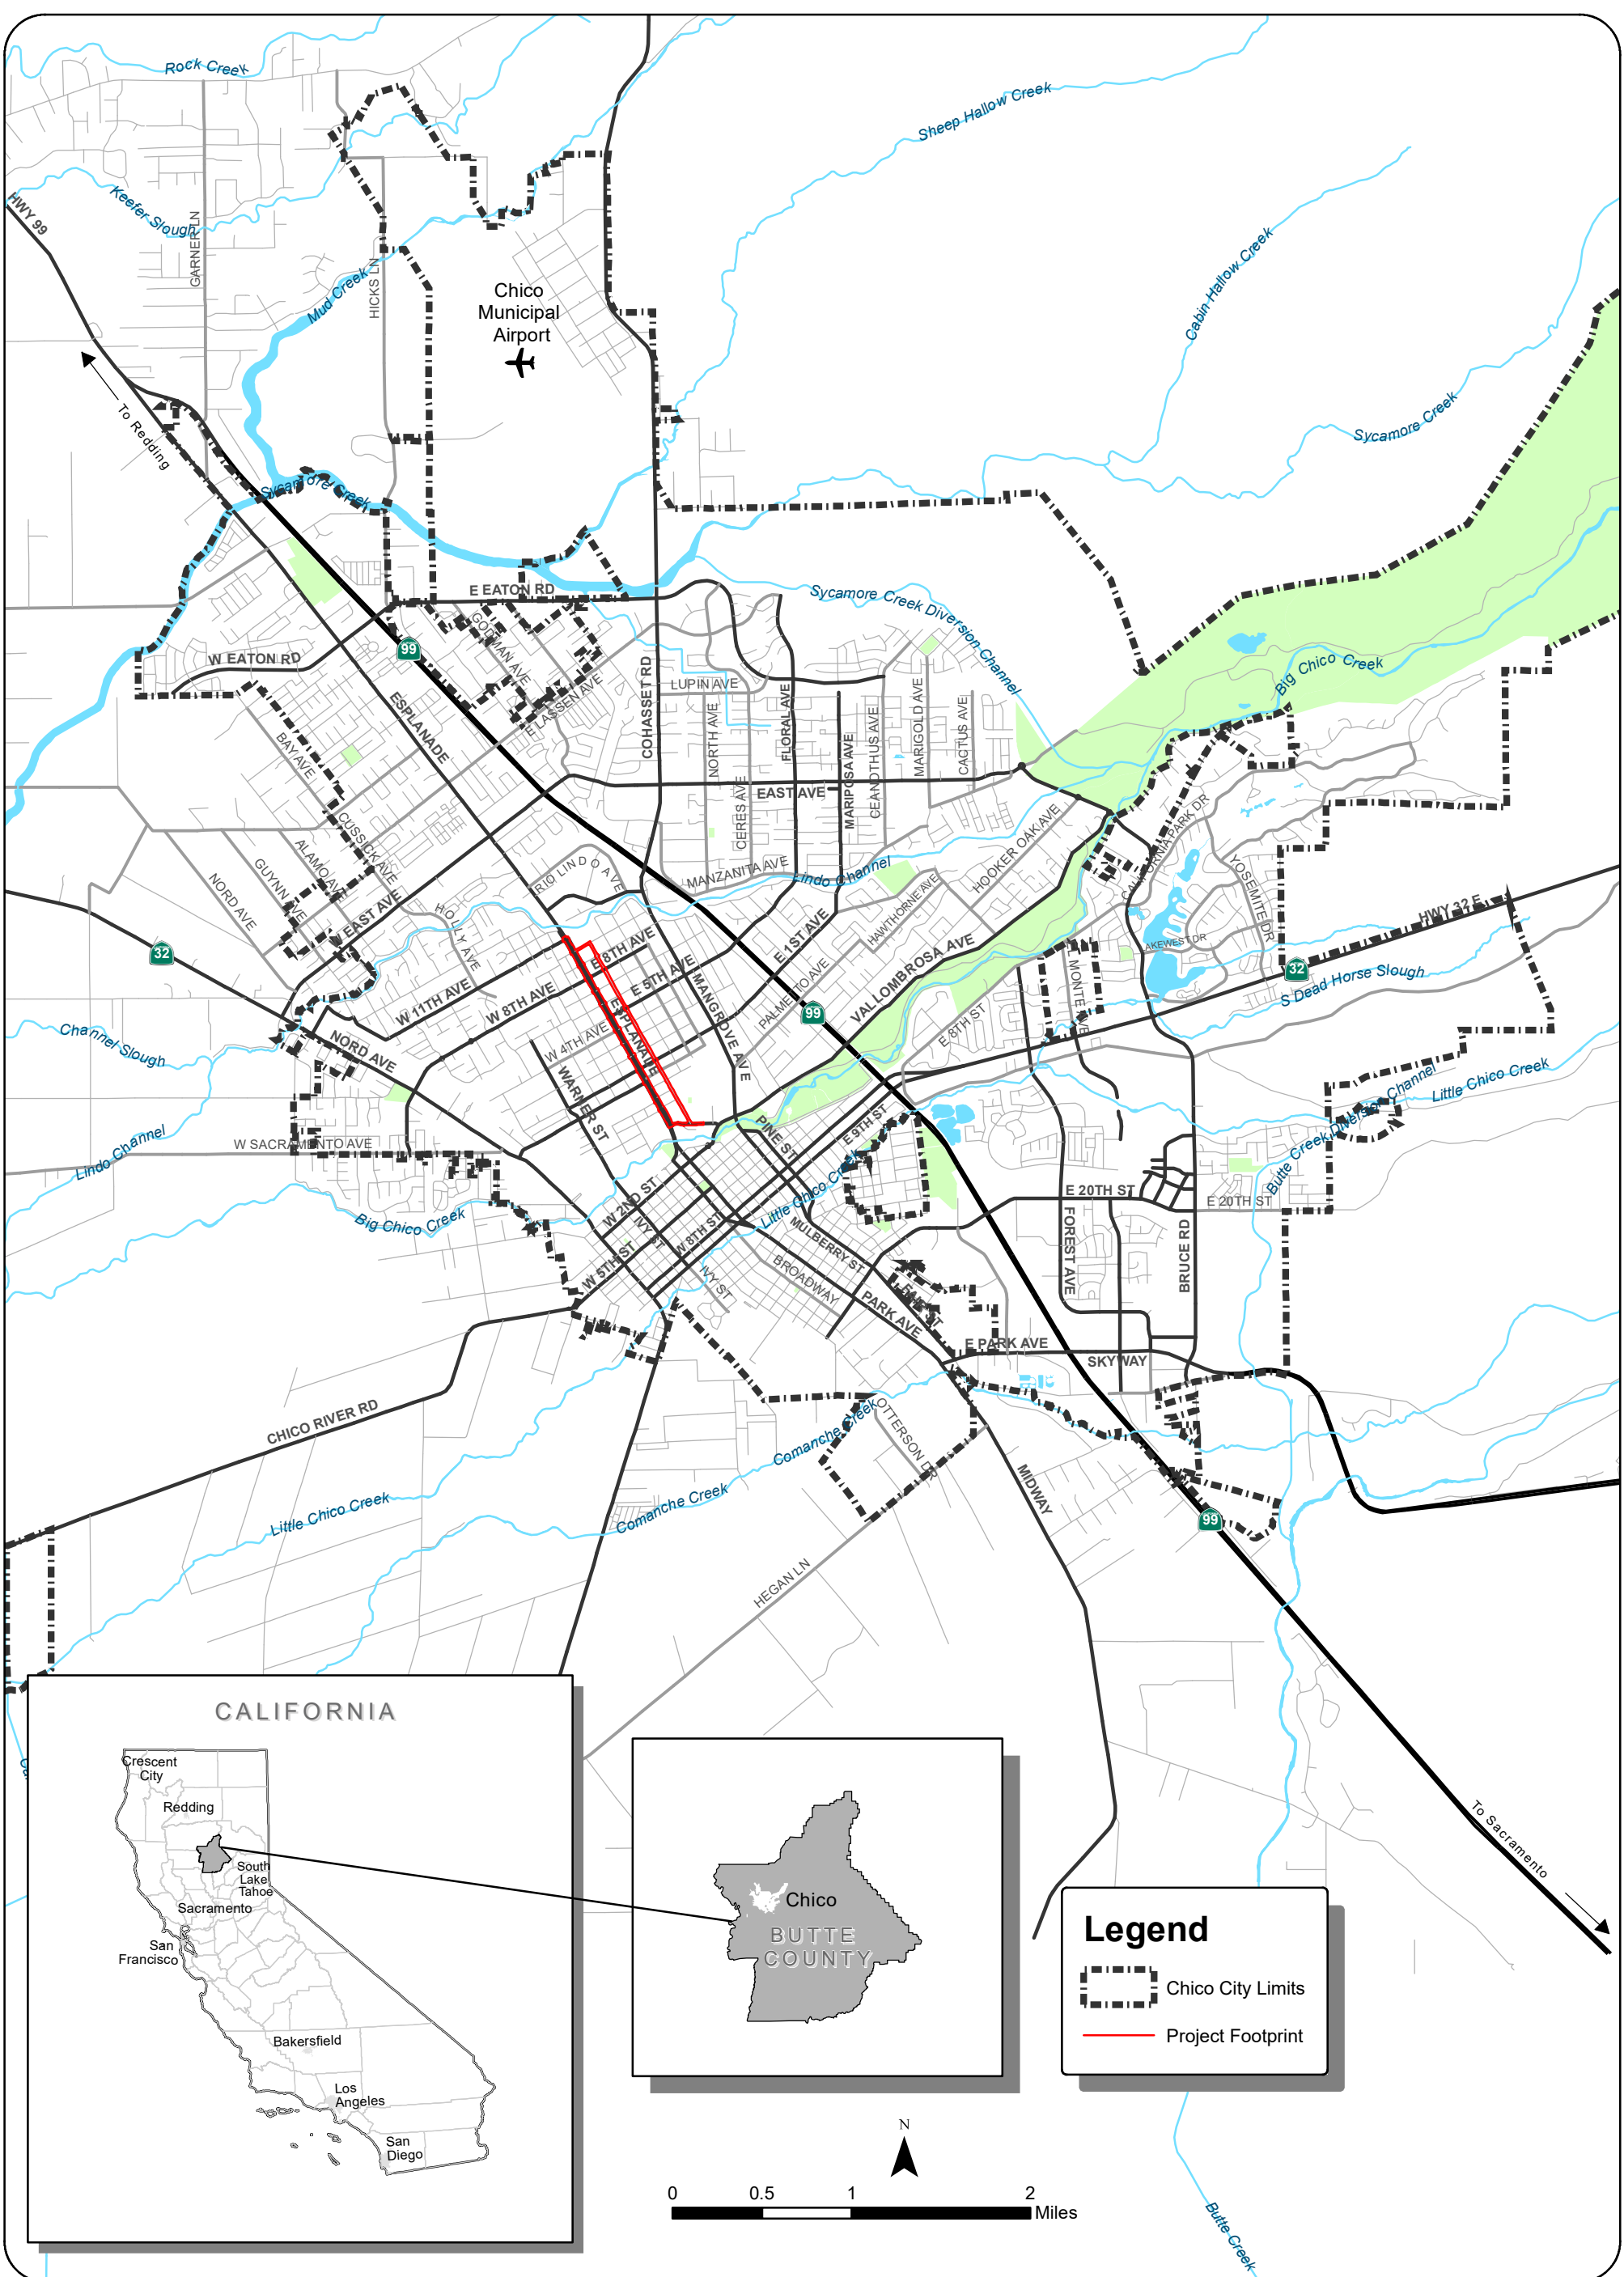 Rock Creek
Sheep Hallow Creek
Keefer Slough
HWY 99
GARNER LN
Mud Creek
HICKS LN
Cabin Hallow Creek
Chico
Municipal
Airport
To Redding
Sycamore Creek
Sycamore Creek
E EATON RD
Sycamore Creek Diversion Channel
GODMAN AVE
99
W EATON RD
Big Chico Creek
ESPLANADE
E LASSEN AVE
COHASSET RD
LUPIN AVE
NORTH AVE
FLORAL AVE
MARIPOSA AVE
CEANOTHUS AVE
MARIGOLD AVE
CACTUS AVE
BAY AVE
EAST AVE
CERES AVE
CUSSICK AVE
ALAMO AVE
GUYNN AVE
NORD AVE
RIO LINDO AVE
MANZANITA AVE
Lindo Channel
HOOKER OAK AVE
CALIFORNIA PARK DR
YOSEMITE DR
HWY 32 E
W EAST AVE
HOLLY AVE
HAWTHORNE AVE
E 1ST AVE
32
E 8TH AVE
E 5TH AVE
VALLOMBROSA AVE
LAKEWEST DR
32
S Dead Horse Slough
W 11TH AVE
W 8TH AVE
MANGROVE AVE
PALMETTO AVE
99
EL MONTE AVE
E 8TH ST
Channel Slough
NORD AVE
W 4TH AVE
ESPLANADE
WARNER ST
Little Chico Creek
Butte Creek Diversion Channel
Lindo Channel
W SACRAMENTO AVE
PINE ST
E 9TH ST
Little Chico Creek
Big Chico Creek
W 2ND ST
IVY ST
W 8TH ST
W 5TH ST
IVY ST
MULBERRY ST
BROADWAY
PARK AVE
E 20TH ST
E 20TH ST
FOREST AVE
BRUCE RD
E PARK AVE
SKYWAY
CHICO RIVER RD
OTTERSON DR
Comanche Creek
Comanche Creek
Little Chico Creek
MIDWAY
99
HEGAN LN
To Sacramento
CALIFORNIA
Crescent
City
Redding
South
Lake
Tahoe
Sacramento
San
Francisco
Bakersfield
Los
Angeles
San
Diego
Chico
BUTTE
COUNTY
Legend
Chico City Limits
Project Footprint
N
0 0.5 1 2
Miles
Butte Creek